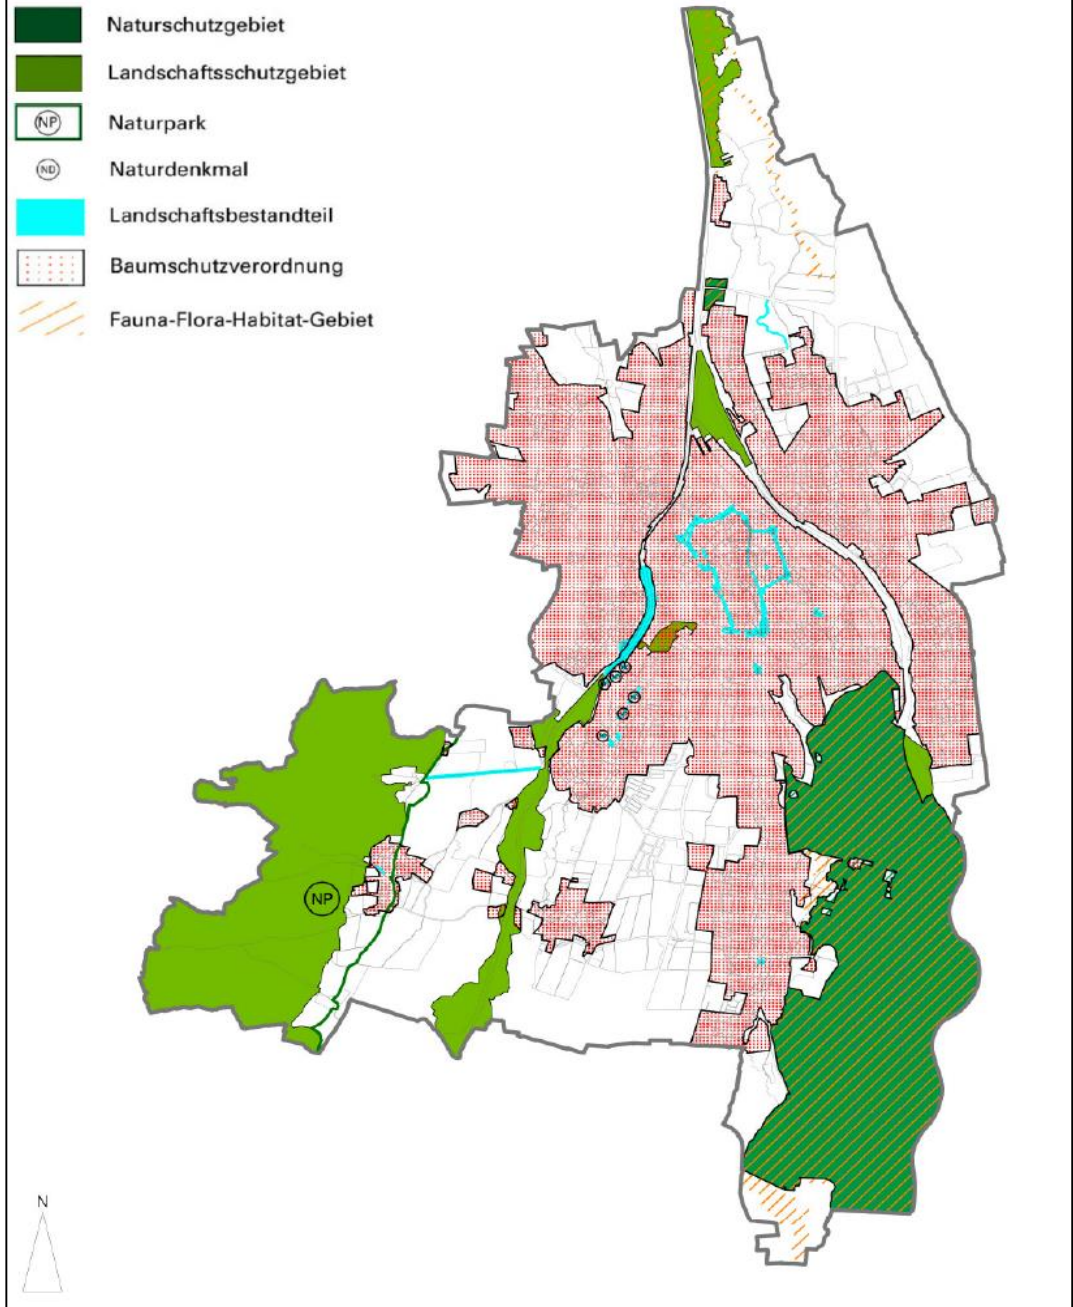 Naturschutzgebiet
Landschaftsschutzgebiet
NP Naturpark
ND Naturdenkmal
Landschaftsbestandteil
Baumschutzverordnung
Fauna-Flora-Habitat-Gebiet
NP
N